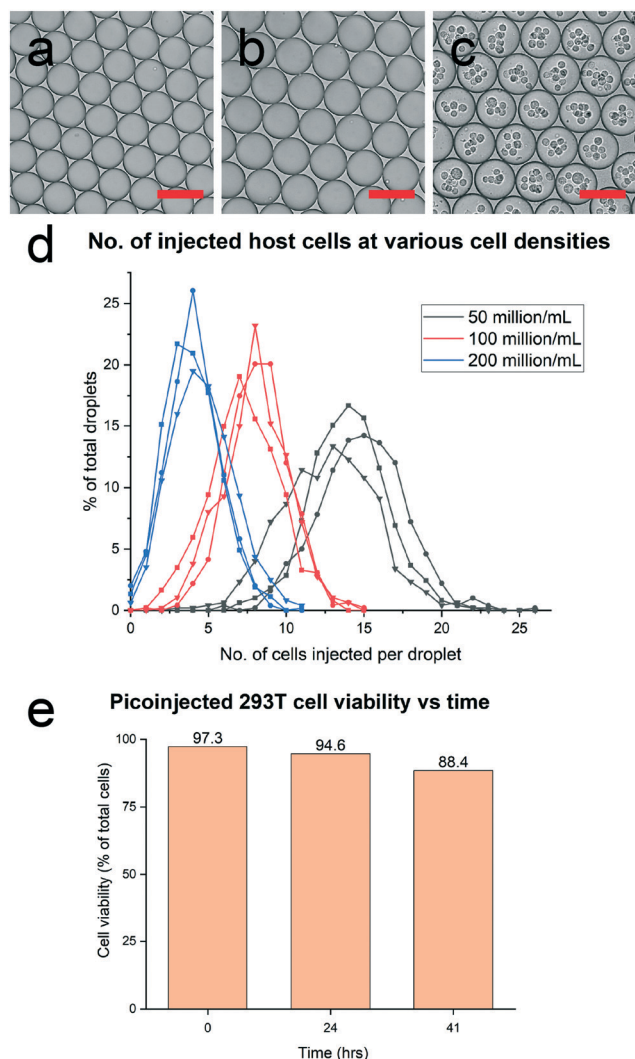 a b c
d No. of injected host cells at various cell densities
50 million/mL
100 million/mL
200 million/mL
% of total droplets
25
20
15
10
5
0
0 5 10 15 20 25
No. of cells injected per droplet
e Picoinjected 293T cell viability vs time
Cell viability (% of total cells)
100
75
50
25
0
97.3 94.6 88.4
0 24 41
Time (hrs)